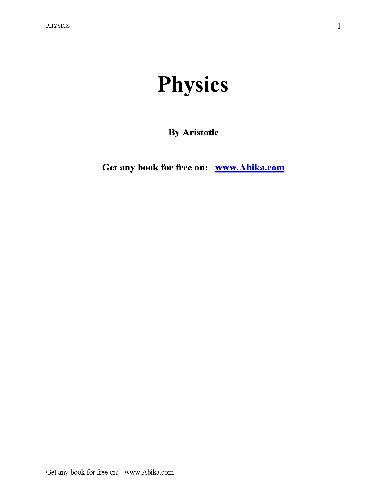 Physics 1
Physics
By Aristotle
Get any book for free on: www.Abika.com
Get any book for free on: www.Abika.com